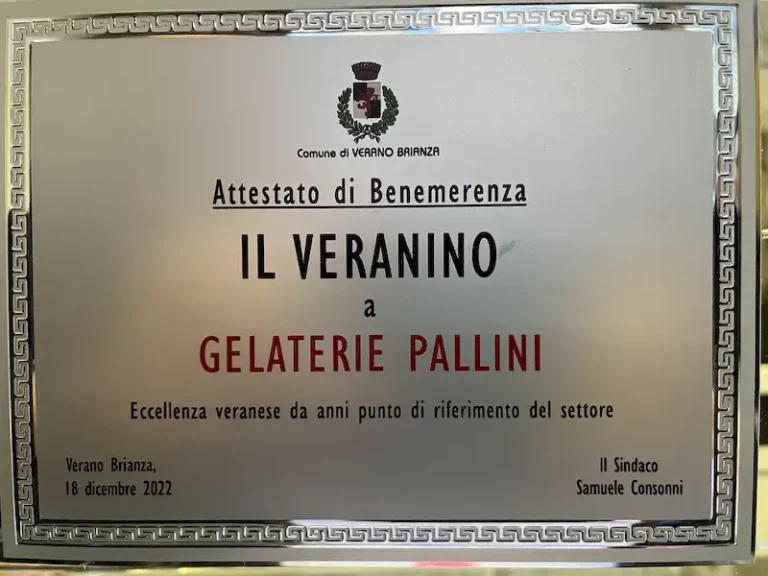 Comune di VERANO BRIANZA
Attestato di Benemerenza
IL VERANINO
a
GELATERIE PALLINI
Eccellenza veranese da anni punto di riferimento del settore
Verano Brianza,
18 dicembre 2022
Il Sindaco
Samuele Consonni